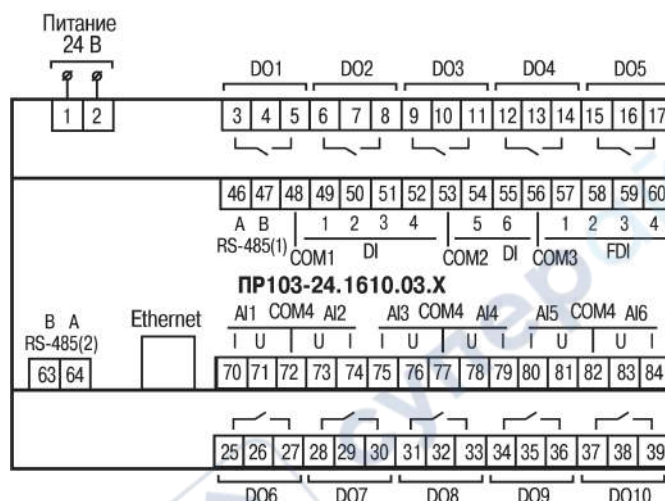 Питание
24 В
DO1 DO2 DO3 DO4 DO5
1 2 3 4 5 6 7 8 9 10 11 12 13 14 15 16 17
46 47 48 49 50 51 52 53 54 55 56 57 58 59 60
A B 1 2 3 4 5 6 1 2 3 4
RS-485(1) COM1 DI COM2 DI COM3 FDI
ПР103-24.1610.03.X
B A Ethernet AI1 COM4 AI2 AI3 COM4 AI4 AI5 COM4 AI6
RS-485(2) I U U I I U U I I U U I
63 64 70 71 72 73 74 75 76 77 78 79 80 81 82 83 84
25 26 27 28 29 30 31 32 33 34 35 36 37 38 39
DO6 DO7 DO8 DO9 DO10
супер